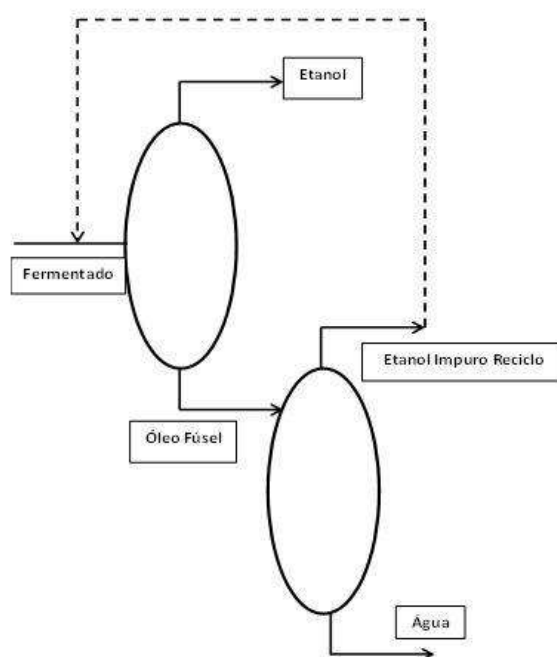 Etanol
Fermentado
Etanol Impuro Reciclo
Óleo Fúsel
Água